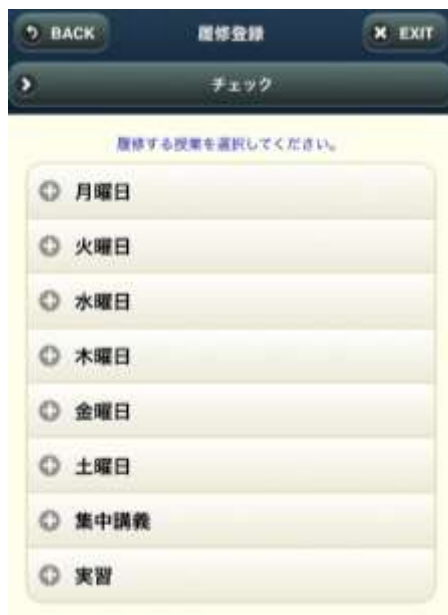 BACK
履修登録
EXIT
チェック
履修する授業を選択してください。
月曜日
火曜日
水曜日
木曜日
金曜日
土曜日
集中講義
実習